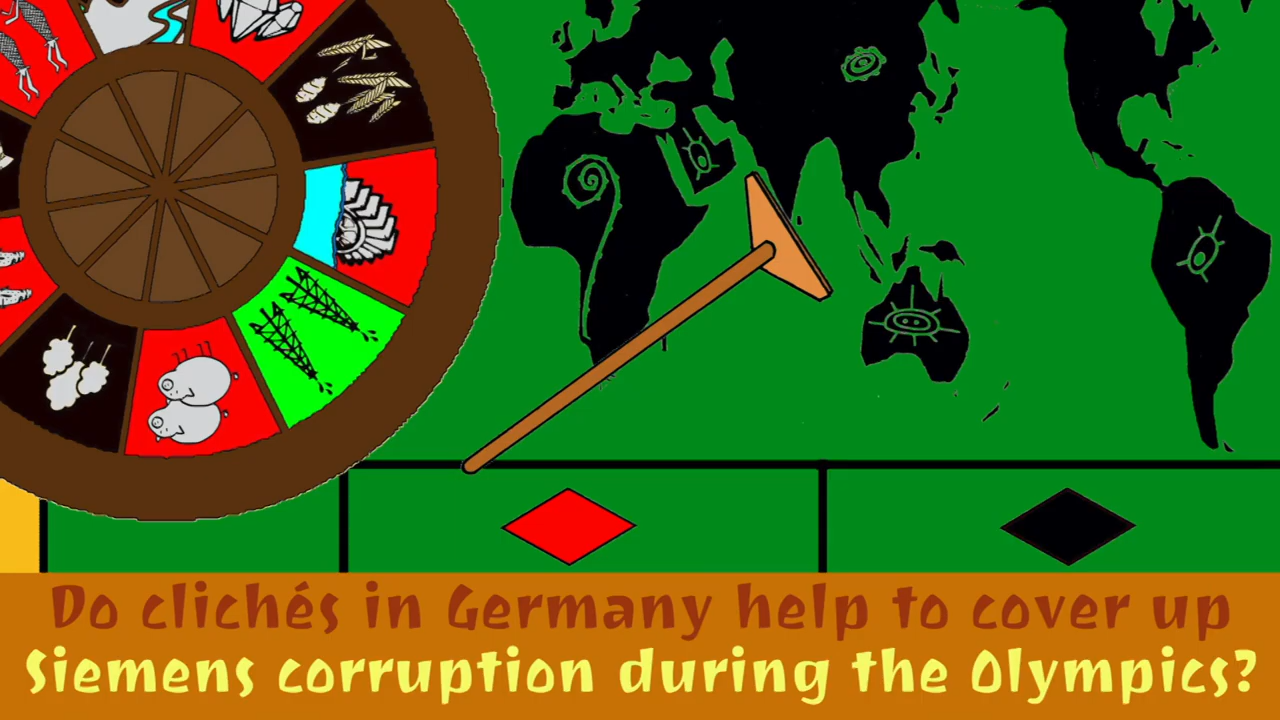 Do clichés in Germany help to cover up
Siemens corruption during the Olympics?